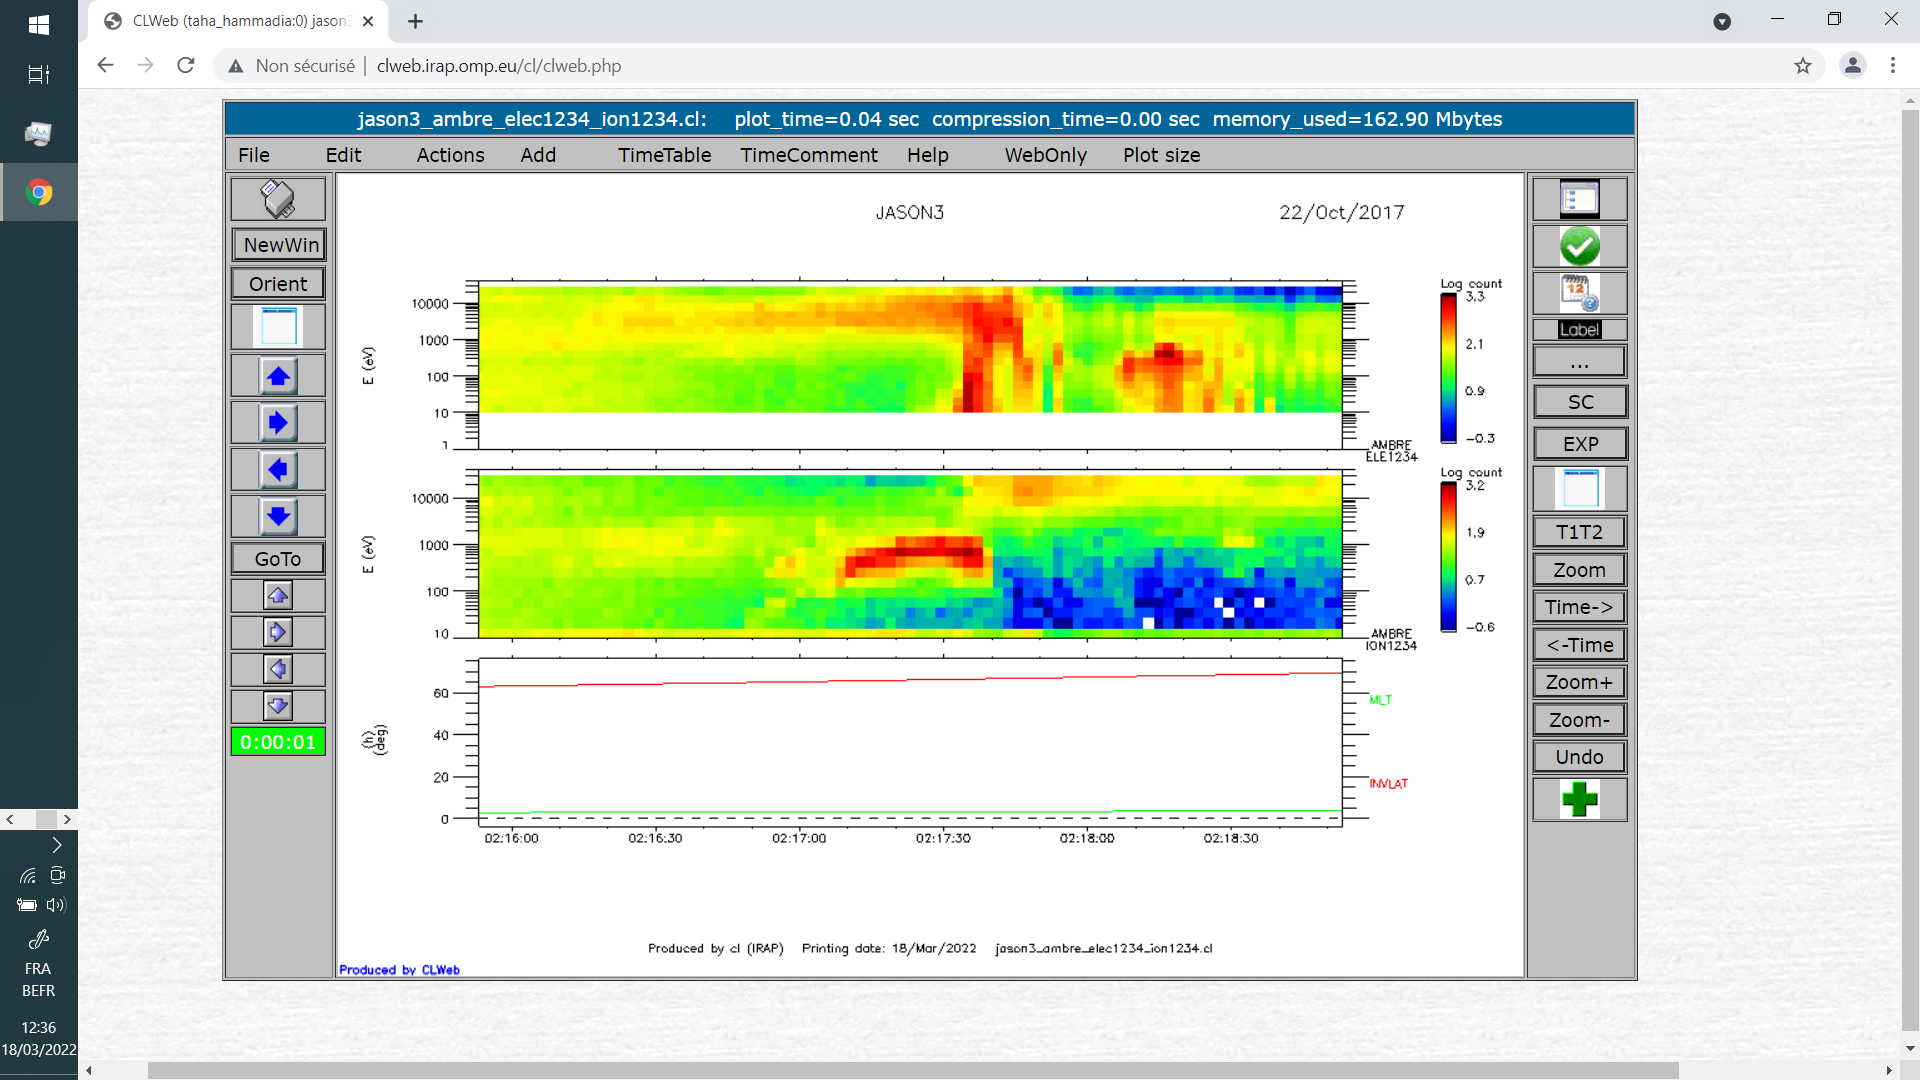 CLWeb (taha_hammadia:0) jason3
Non sécurisé | clweb.irap.omp.eu/cl/clweb.php
jason3_ambre_elec1234_ion1234.cl: plot_time=0.04 sec compression_time=0.00 sec memory_used=162.90 Mbytes
File Edit Actions Add TimeTable TimeComment Help WebOnly Plot size
NewWin
Orient
GoTo
0:00:01
JASON3
22/Oct/2017
E (eV)
10000
1000
100
10
1
Log count
3.3
2.1
0.9
-0.3
AMBRE
ELE1234
E (eV)
10000
1000
100
10
Log count
3.2
1.9
0.7
-0.6
AMBRE
ION1234
(h)
(deg)
60
40
20
0
MLT
INVLAT
02:16:00 02:16:30 02:17:00 02:17:30 02:18:00 02:18:30
Produced by cl (IRAP) Printing date: 18/Mar/2022 jason3_ambre_elec1234_ion1234.cl
Produced by CLWeb
12
Label
...
SC
EXP
T1T2
Zoom
Time->
<-Time
Zoom+
Zoom-
Undo
FRA
BEFR
12:36
18/03/2022